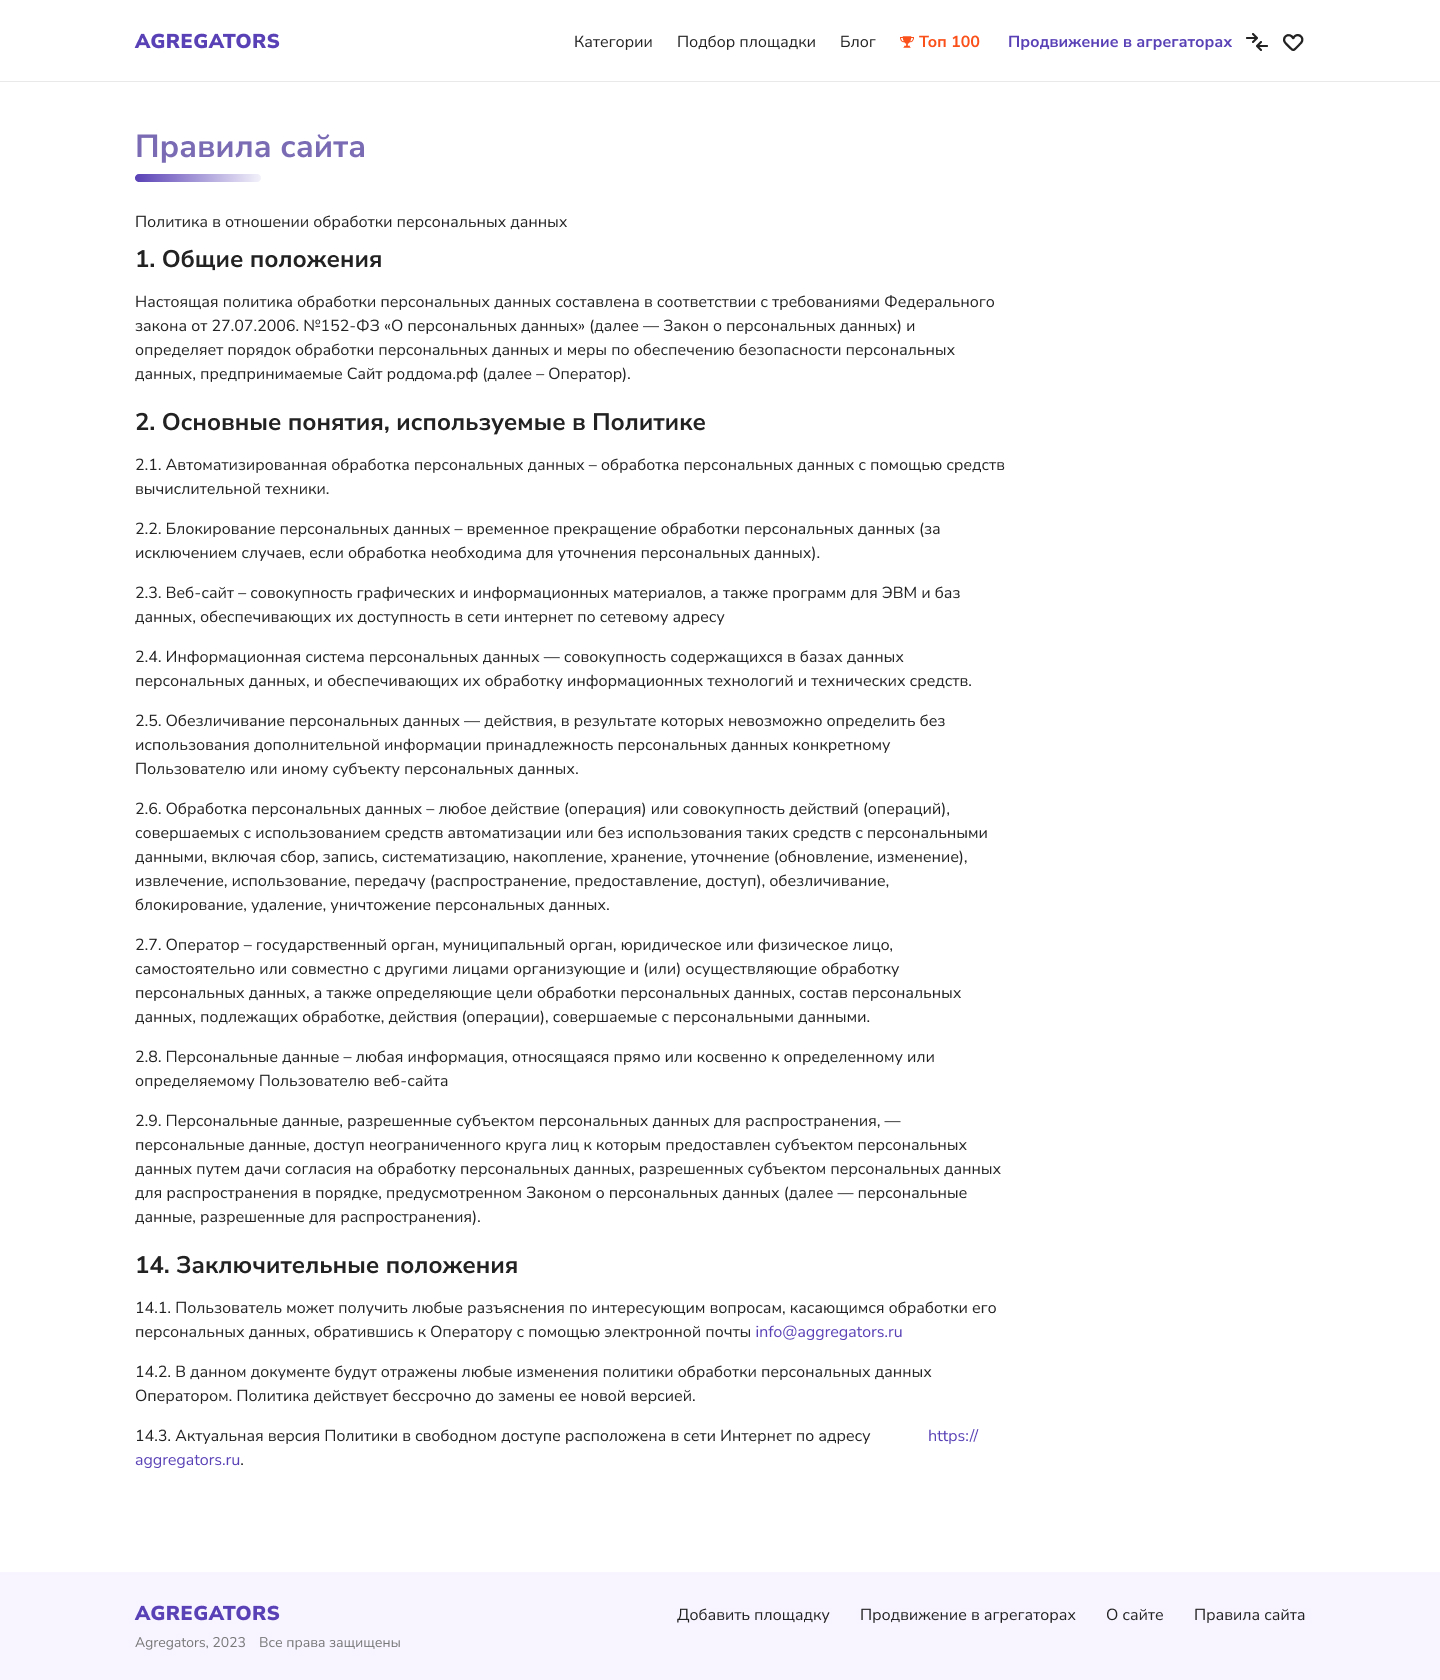 AGREGATORS
Категории Подбор площадки Блог Топ 100 Продвижение в агрегаторах
Правила сайта
Политика в отношении обработки персональных данных
1. Общие положения
Настоящая политика обработки персональных данных составлена в соответствии с требованиями Федерального
закона от 27.07.2006. №152-ФЗ «О персональных данных» (далее — Закон о персональных данных) и
определяет порядок обработки персональных данных и меры по обеспечению безопасности персональных
данных, предпринимаемые Сайт роддома.рф (далее – Оператор).
2. Основные понятия, используемые в Политике
2.1. Автоматизированная обработка персональных данных – обработка персональных данных с помощью средств
вычислительной техники.
2.2. Блокирование персональных данных – временное прекращение обработки персональных данных (за
исключением случаев, если обработка необходима для уточнения персональных данных).
2.3. Веб-сайт – совокупность графических и информационных материалов, а также программ для ЭВМ и баз
данных, обеспечивающих их доступность в сети интернет по сетевому адресу
2.4. Информационная система персональных данных — совокупность содержащихся в базах данных
персональных данных, и обеспечивающих их обработку информационных технологий и технических средств.
2.5. Обезличивание персональных данных — действия, в результате которых невозможно определить без
использования дополнительной информации принадлежность персональных данных конкретному
Пользователю или иному субъекту персональных данных.
2.6. Обработка персональных данных – любое действие (операция) или совокупность действий (операций),
совершаемых с использованием средств автоматизации или без использования таких средств с персональными
данными, включая сбор, запись, систематизацию, накопление, хранение, уточнение (обновление, изменение),
извлечение, использование, передачу (распространение, предоставление, доступ), обезличивание,
блокирование, удаление, уничтожение персональных данных.
2.7. Оператор – государственный орган, муниципальный орган, юридическое или физическое лицо,
самостоятельно или совместно с другими лицами организующие и (или) осуществляющие обработку
персональных данных, а также определяющие цели обработки персональных данных, состав персональных
данных, подлежащих обработке, действия (операции), совершаемые с персональными данными.
2.8. Персональные данные – любая информация, относящаяся прямо или косвенно к определенному или
определяемому Пользователю веб-сайта
2.9. Персональные данные, разрешенные субъектом персональных данных для распространения, —
персональные данные, доступ неограниченного круга лиц к которым предоставлен субъектом персональных
данных путем дачи согласия на обработку персональных данных, разрешенных субъектом персональных данных
для распространения в порядке, предусмотренном Законом о персональных данных (далее — персональные
данные, разрешенные для распространения).
14. Заключительные положения
14.1. Пользователь может получить любые разъяснения по интересующим вопросам, касающимся обработки его
персональных данных, обратившись к Оператору с помощью электронной почты info@aggregators.ru
14.2. В данном документе будут отражены любые изменения политики обработки персональных данных
Оператором. Политика действует бессрочно до замены ее новой версией.
14.3. Актуальная версия Политики в свободном доступе расположена в сети Интернет по адресу https://
aggregators.ru.
AGREGATORS
Добавить площадку Продвижение в агрегаторах О сайте Правила сайта
Agregators, 2023 Все права защищены